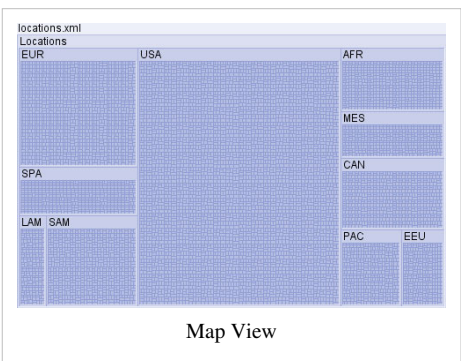 locations.xml
Locations
EUR USA AFR
MES
CAN
SPA
LAM SAM
PAC EEU
Map View